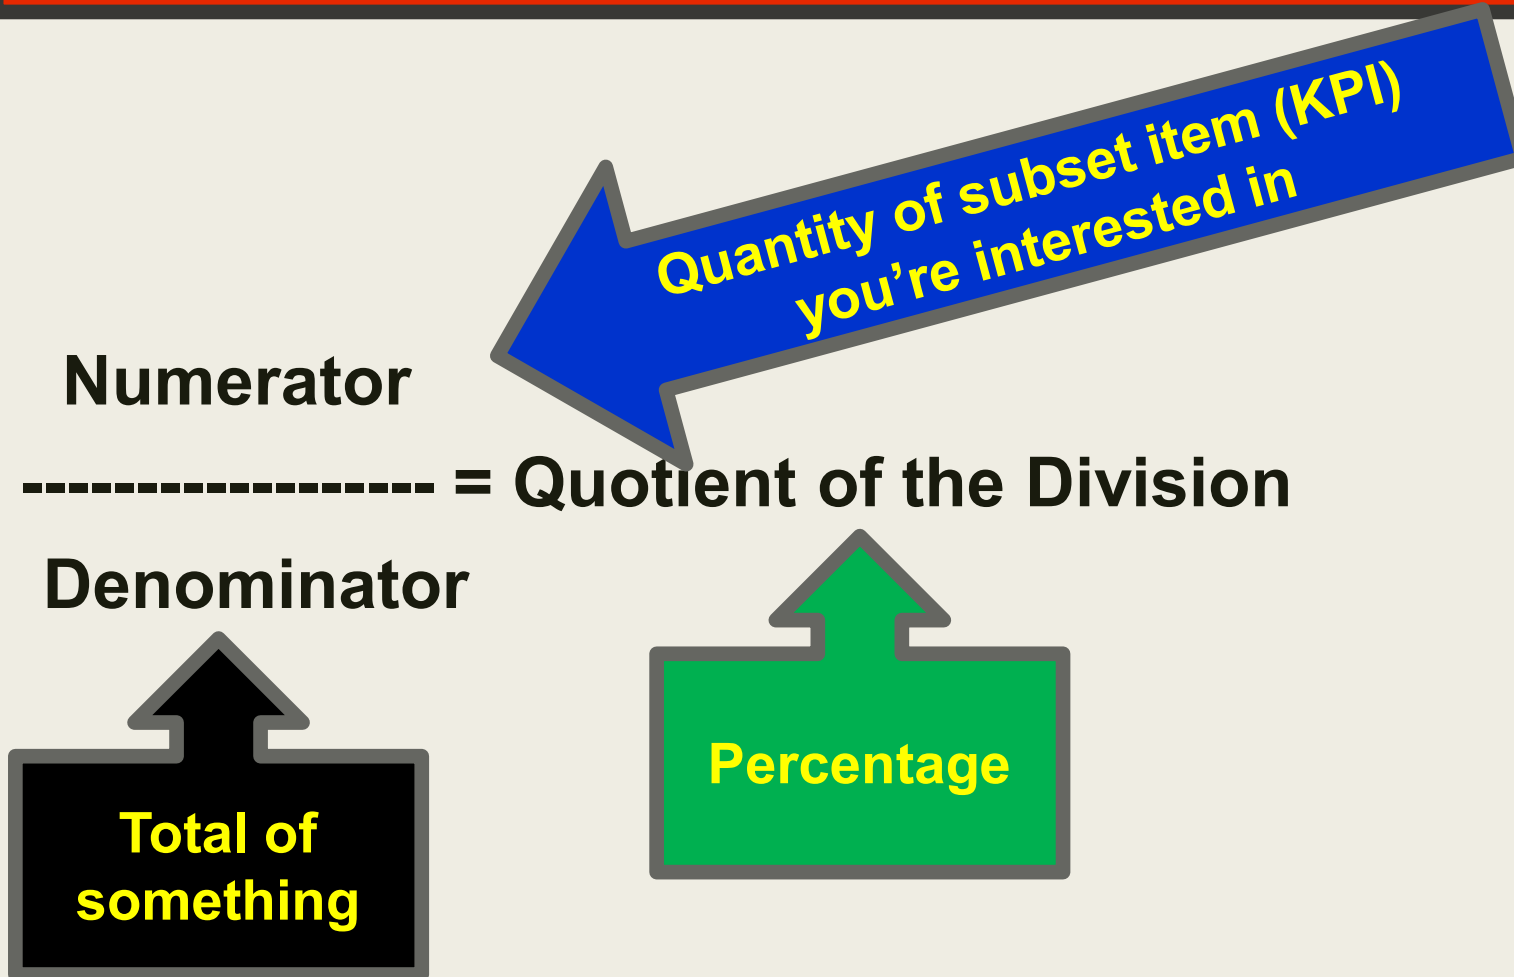 Quantity of subset item (KPI)
you’re interested in
Numerator
------------------ = Quotient of the Division
Denominator
Percentage
Total of
something